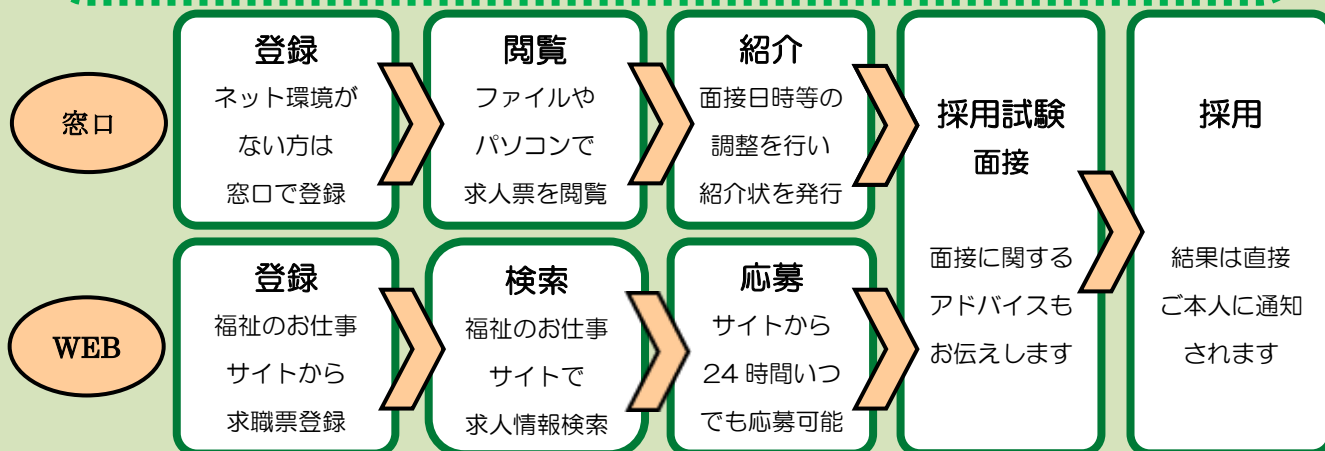 窓口
登録
ネット環境が
ない方は
窓口で登録
閲覧
ファイルや
パソコンで
求人票を閲覧
紹介
面接日時等の
調整を行い
紹介状を発行
WEB
登録
福祉のお仕事
サイトから
求職票登録
検索
福祉のお仕事
サイトで
求人情報検索
応募
サイトから
24 時間いつ
でも応募可能
採用試験
面接
面接に関する
アドバイスも
お伝えします
採用
結果は直接
ご本人に通知
されます